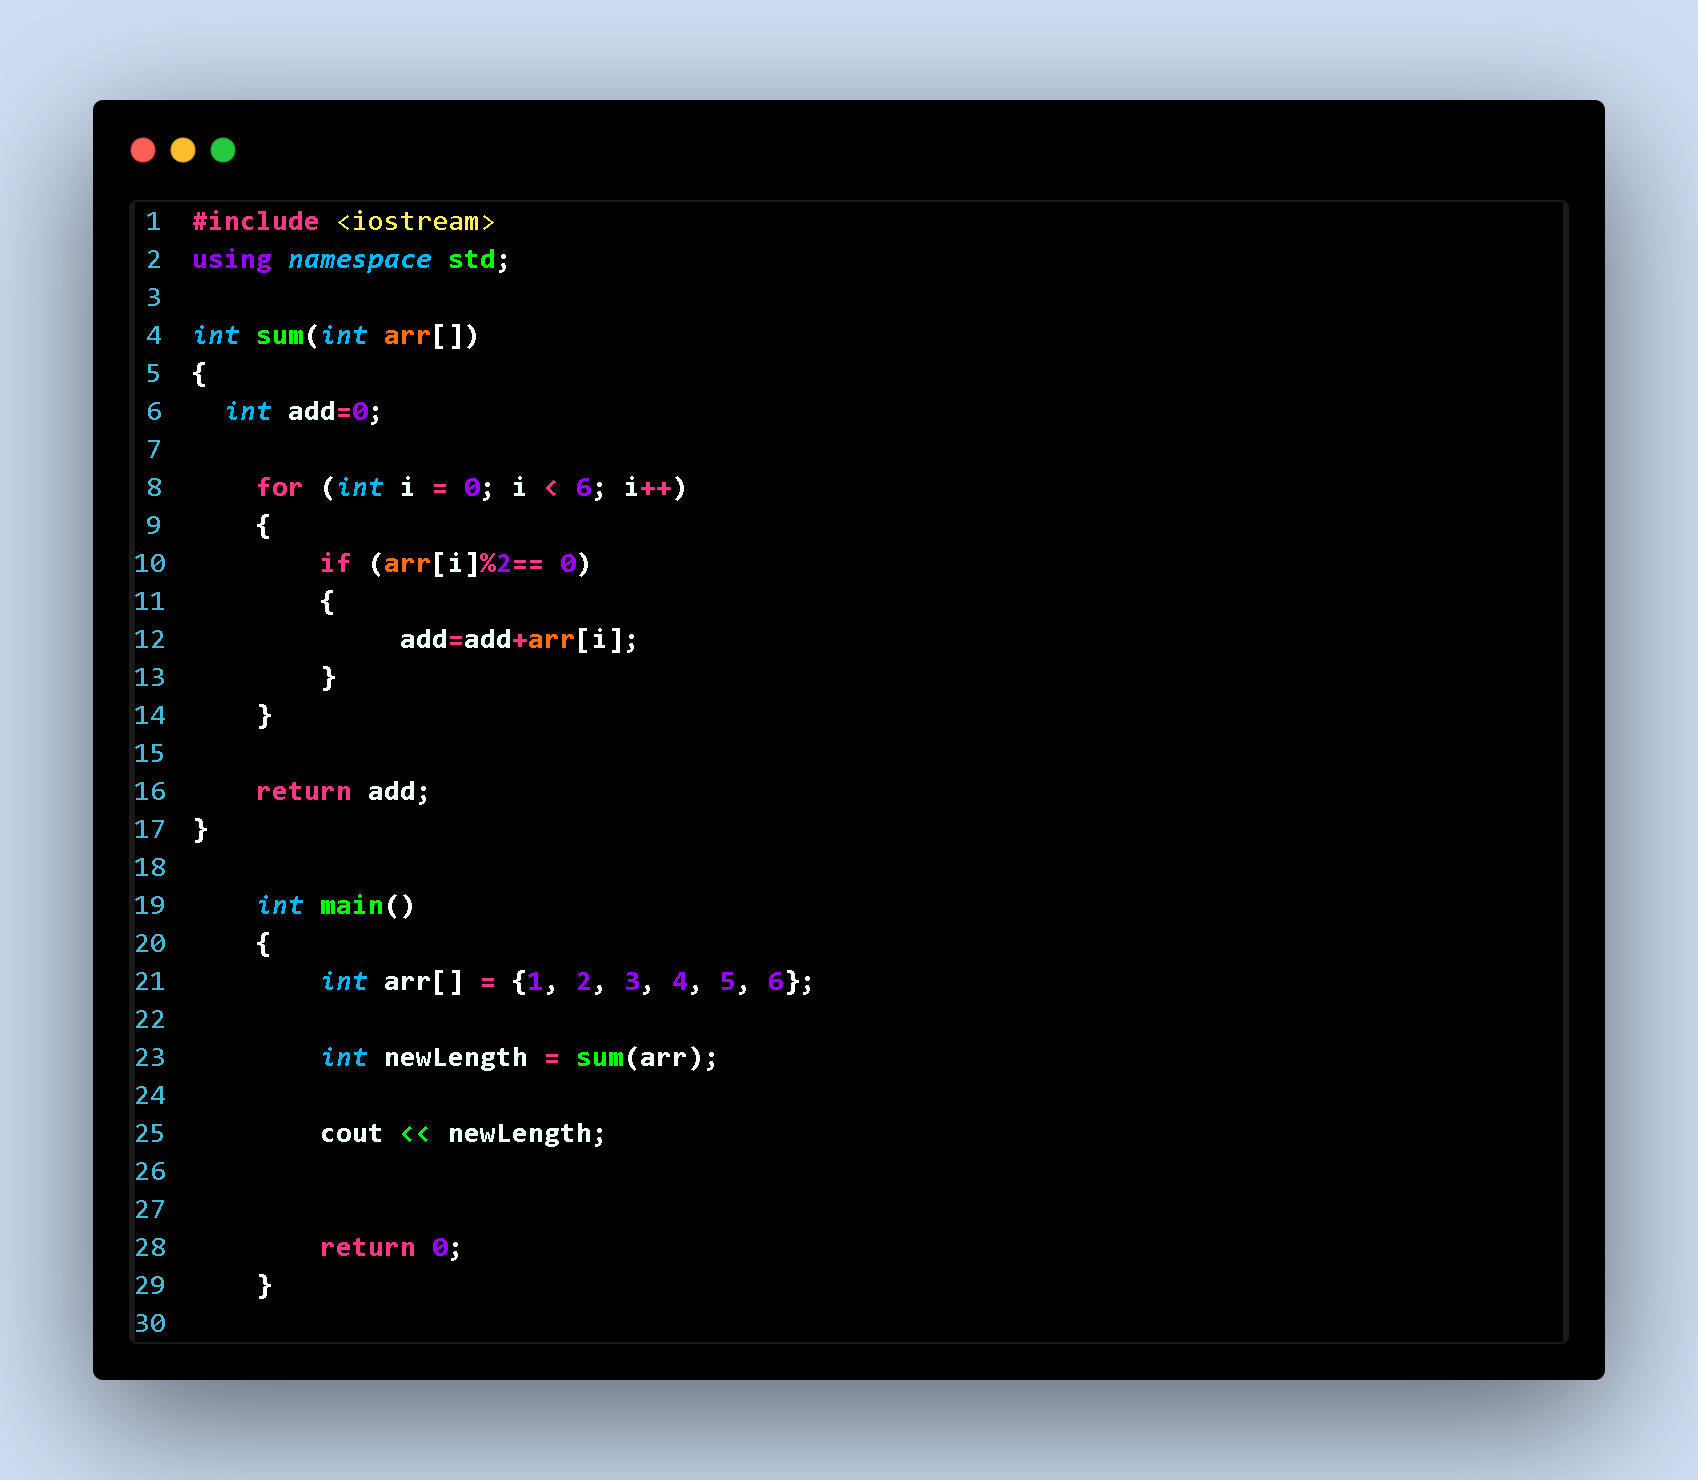 1 #include <iostream>
2 using namespace std;
3
4 int sum(int arr[])
5 {
6   int add=0;
7
8     for (int i = 0; i < 6; i++)
9     {
10         if (arr[i]%2== 0)
11         {
12              add=add+arr[i];
13         }
14     }
15
16     return add;
17 }
18
19     int main()
20     {
21         int arr[] = {1, 2, 3, 4, 5, 6};
22
23         int newLength = sum(arr);
24
25         cout << newLength;
26
27
28         return 0;
29     }
30